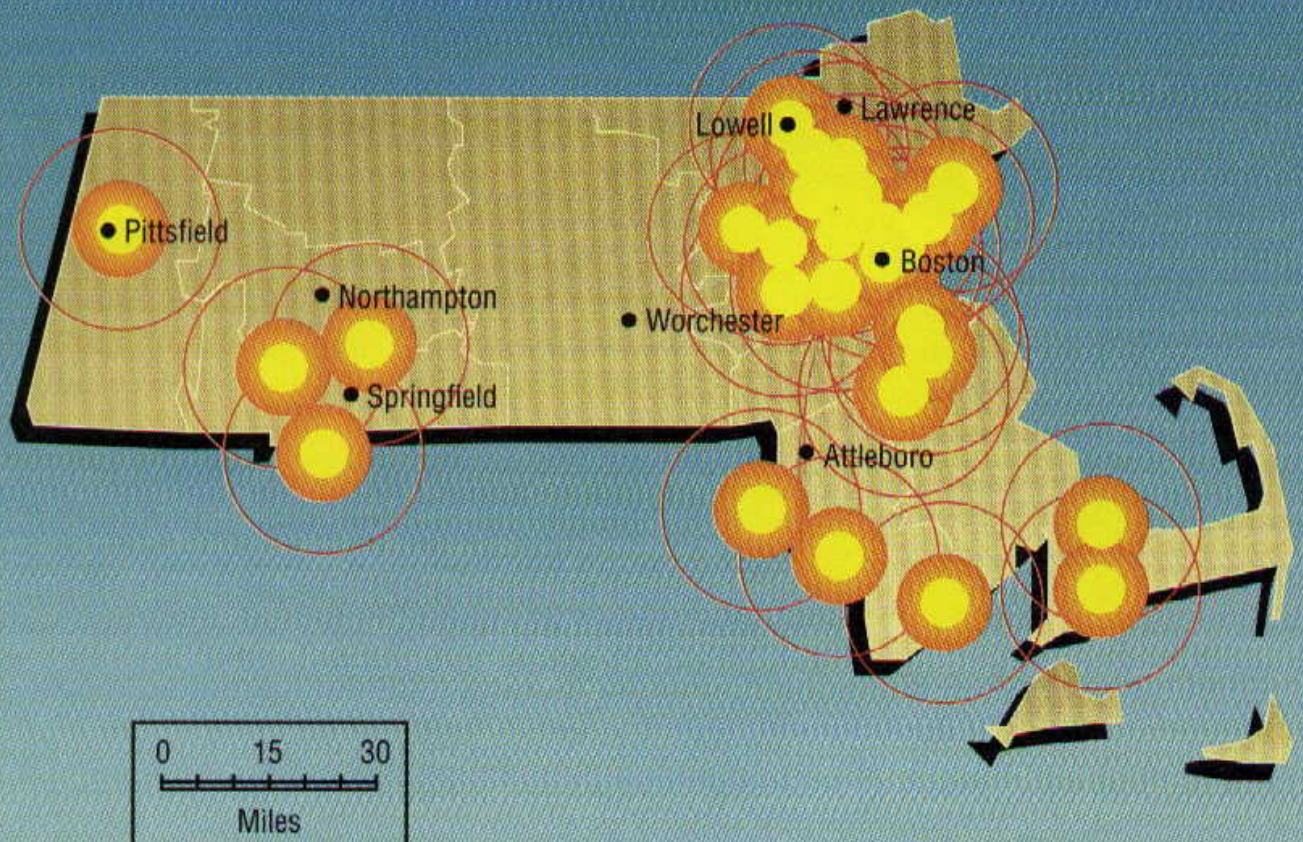 Lowell
Lawrence
Pittsfield
Boston
Northampton
Worchester
Springfield
Attleboro
0 15 30
Miles